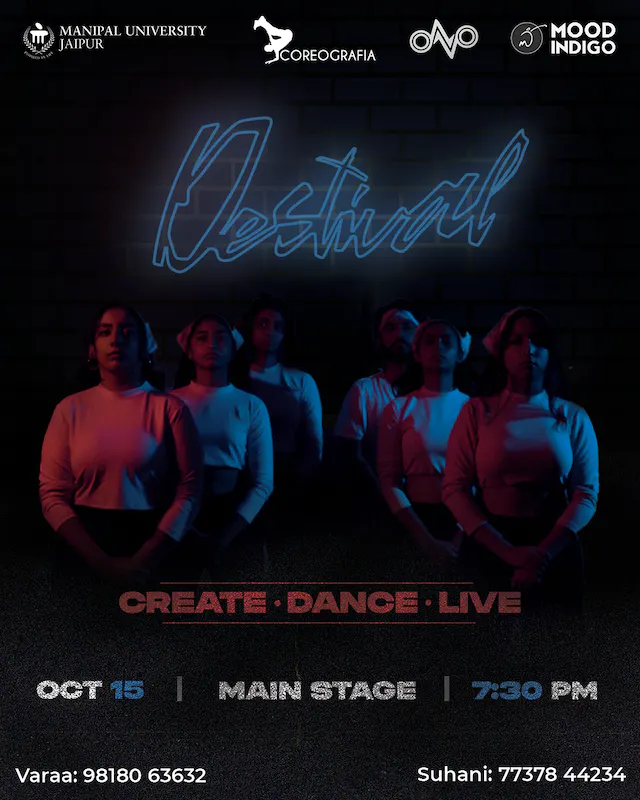 MANIPAL UNIVERSITY
JAIPUR
COREOGRAFIA
MOOD
INDIGO
Destival
CREATE · DANCE · LIVE
OCT 15 | MAIN STAGE | 7:30 PM
Varaa: 98180 63632
Suhani: 77378 44234